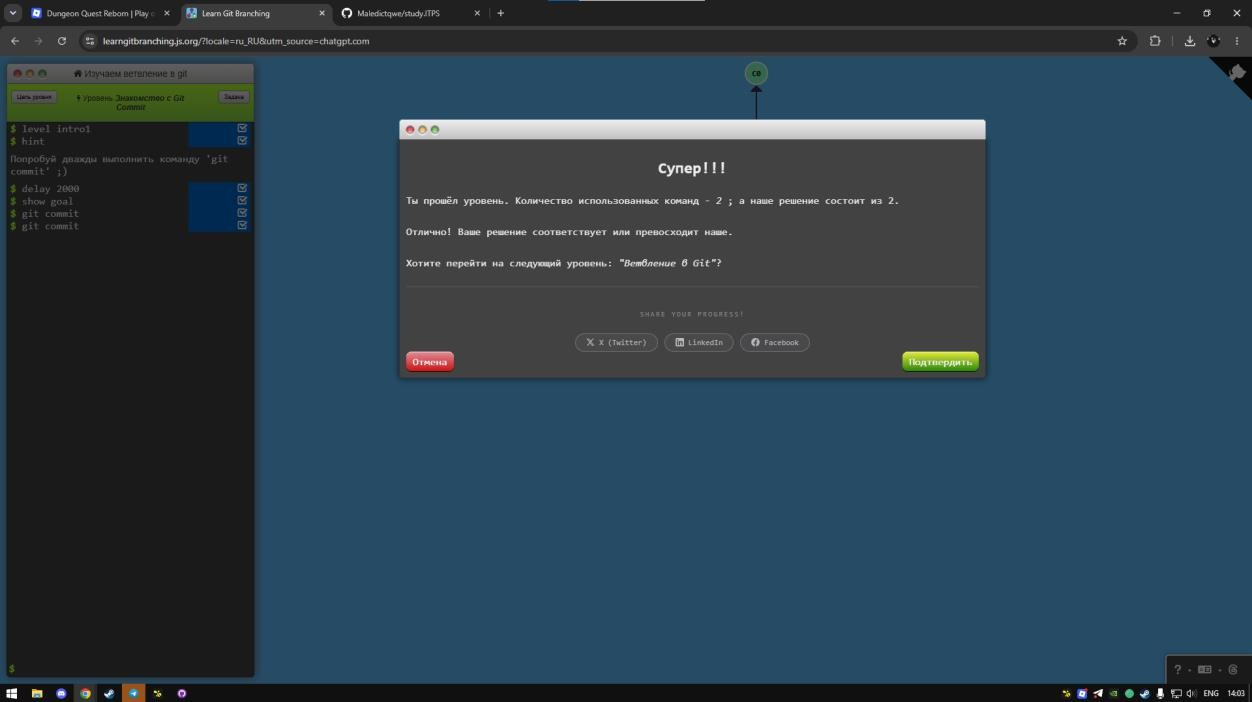 Dungeon Quest Reborn | Play o
Learn Git Branching
Maledictqwe/studyJTPS
learngitbranching.js.org/?locale=ru_RU&utm_source=chatgpt.com
Изучаем ветвление в git
Цель уровня
Уровень Знакомство с Git
Commit
Задача
$ level intro1
$ hint
Попробуй дважды выполнить команду 'git
commit' ;)
$ delay 2000
$ show goal
$ git commit
$ git commit
$
C0
Супер!!!
Ты прошёл уровень. Количество использованных команд - 2 ; а наше решение состоит из 2.
Отлично! Ваше решение соответствует или превосходит наше.
Хотите перейти на следующий уровень: "Ветвление в Git"?
SHARE YOUR PROGRESS!
X (Twitter)
LinkedIn
Facebook
Отмена
Подтвердить
ENG
14:03